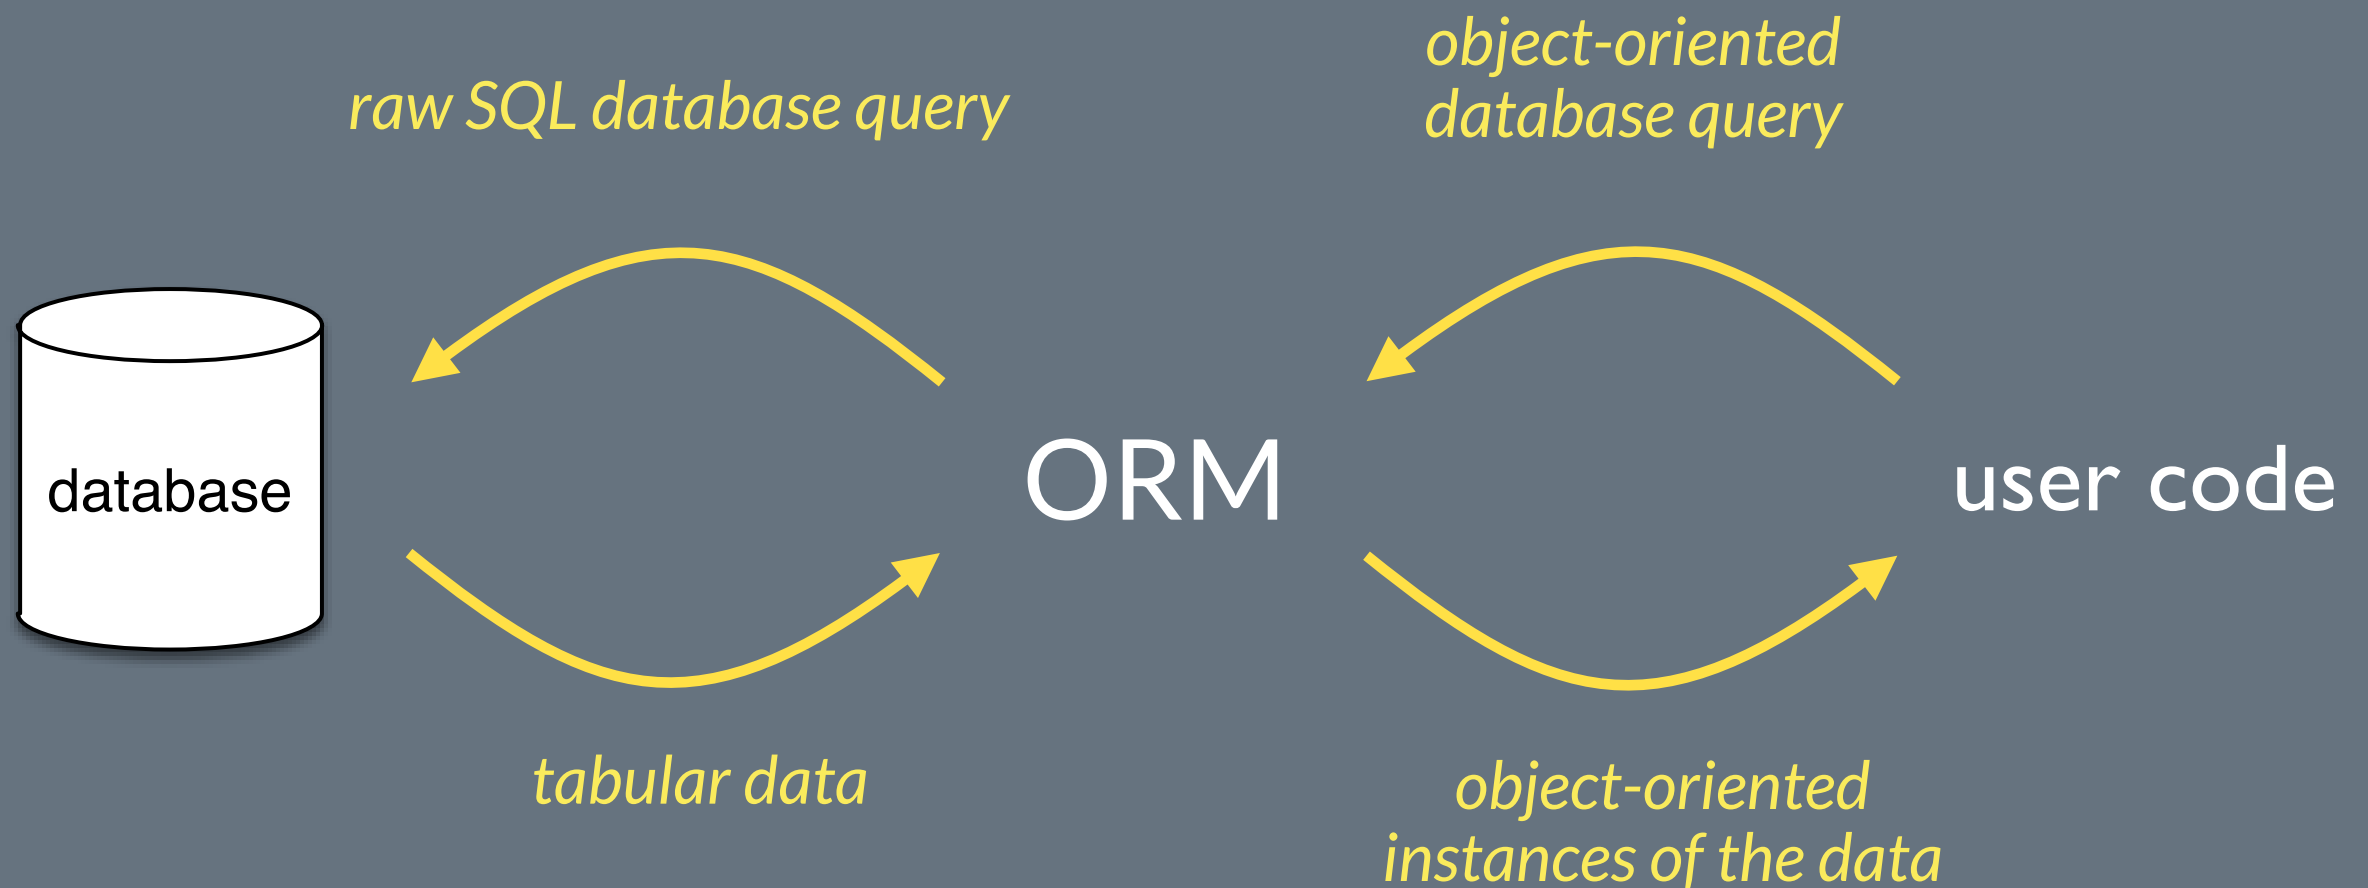 raw SQL database query
object-oriented
database query
database
ORM
user code
tabular data
object-oriented
instances of the data